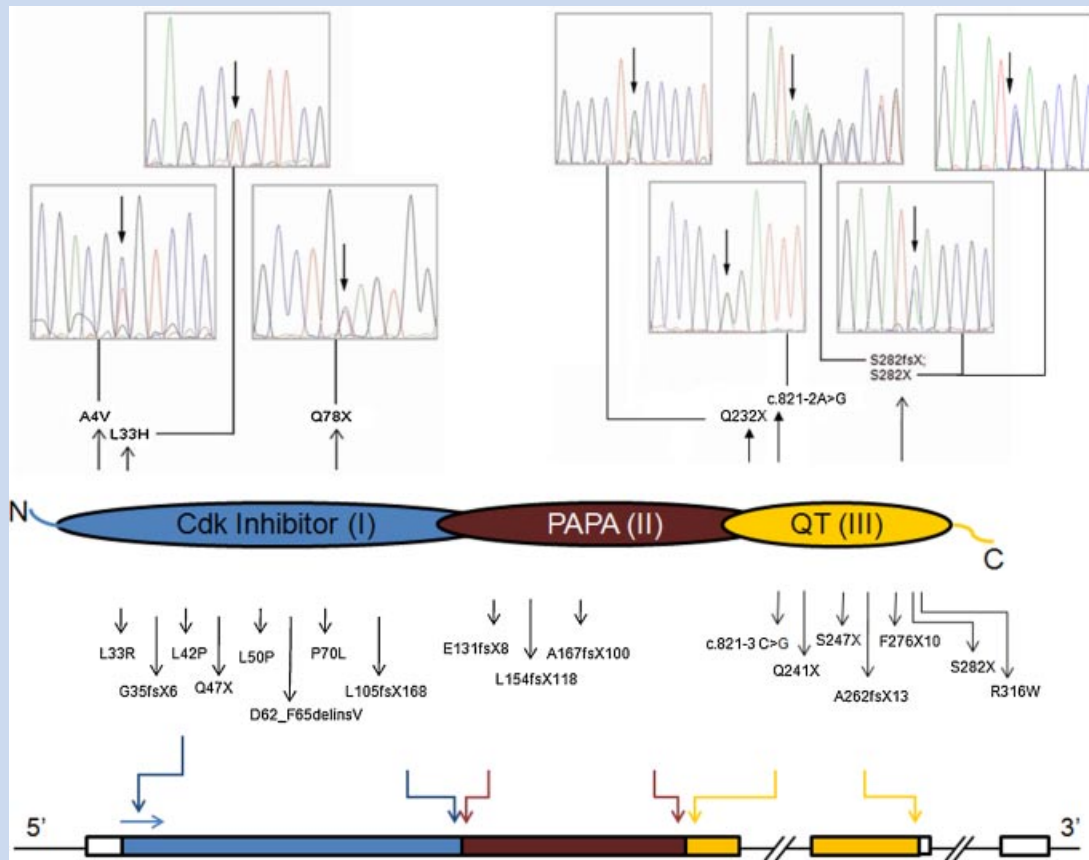 S282fsX;
S282X
A4V
L33H
Q78X
Q232X
c.821-2A>G
N
Cdk Inhibitor (I)
PAPA (II)
QT (III)
C
L33R
L42P
L50P
P70L
E131fsX8
A167fsX100
c.821-3 C>G
S247X
F276X10
G35fsX6
Q47X
D62_F65delinsV
L105fsX168
L154fsX118
Q241X
A262fsX13
S282X
R316W
5’
3’